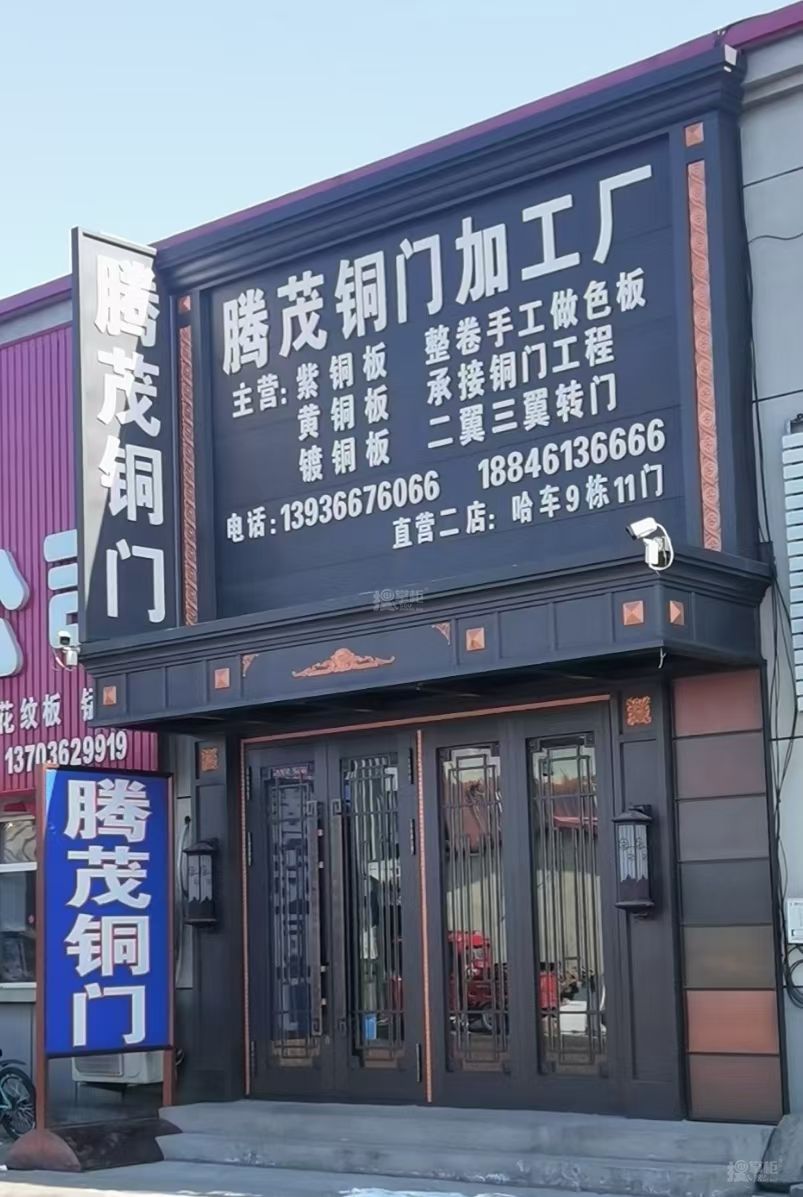 腾茂铜门加工厂
主营:紫铜板 整卷手工做色板
黄铜板 承接铜门工程
镀铜板 二翼三翼转门
电话:13936676066 18846136666
直营二店: 哈车9栋11门
腾茂铜门
司
花纹板
13703629919
腾茂铜门